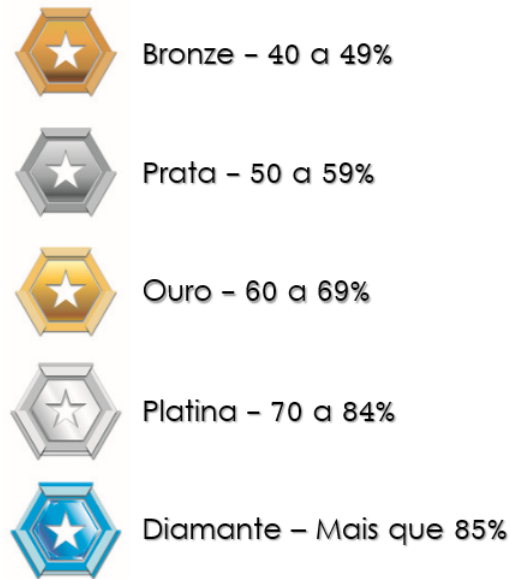 Bronze – 40 a 49%
Prata – 50 a 59%
Ouro – 60 a 69%
Platina – 70 a 84%
Diamante – Mais que 85%